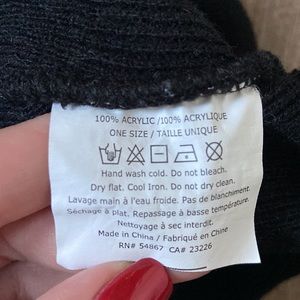 100% ACRYLIC /100% ACRYLIQUE
ONE SIZE / TAILLE UNIQUE
Hand wash cold. Do not bleach.
Dry flat. Cool Iron. Do not dry clean.
Lavage main à l'eau froide. Pas de blanchiment.
Séchage à plat, Repassage à basse température.
Nettoyage à sec interdit.
Made in China / Fabriqué en Chine
RN# 54867 CA# 23226